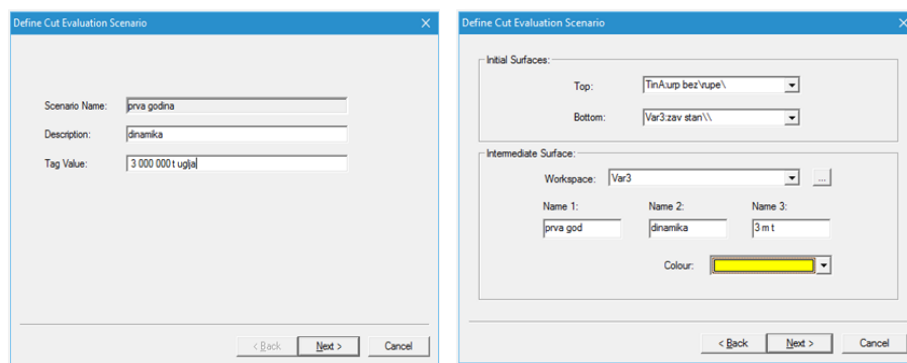 Define Cut Evaluation Scenario
Scenario Name: prva godina
Description: dinamika
Tag Value: 3 000 000 t uglja
< Back Next > Cancel
Define Cut Evaluation Scenario
Initial Surfaces:
Top: TinA:urp bez\rupe\
Bottom: Var3:zav stan\\
Intermediate Surface:
Workspace: Var3 ...
Name 1: Name 2: Name 3:
prva god dinamika 3 m t
Colour:
< Back Next > Cancel